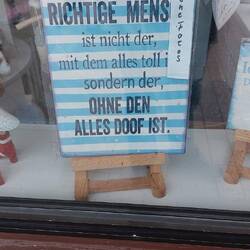 RICHTIGE MENS
ist nicht der,
mit dem alles toll i
sondern der,
OHNE DEN
ALLES DOOF IST.